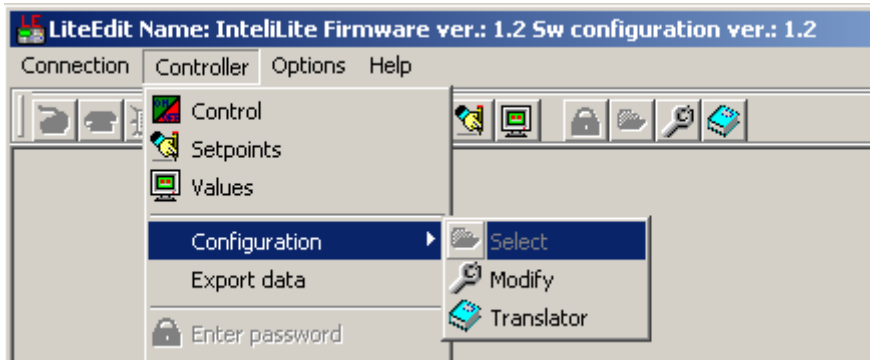 LiteEdit Name: InteliLite Firmware ver.: 1.2 Sw configuration ver.: 1.2
Connection Controller Options Help
Control
Setpoints
Values
Configuration
Select
Export data
Modify
Translator
Enter password